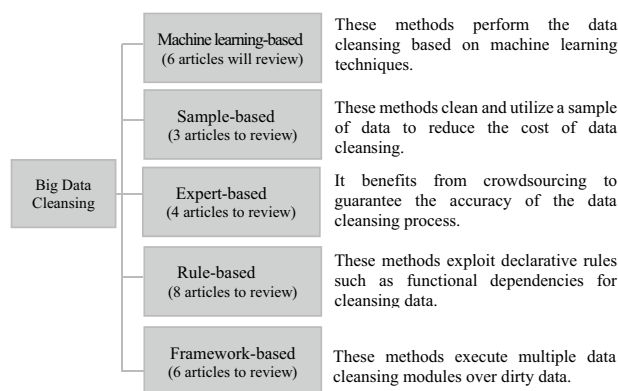 Big Data
Cleansing
Machine learning-based
(6 articles will review)
These methods perform the data
cleansing based on machine learning
techniques.
Sample-based
(3 articles to review)
These methods clean and utilize a sample
of data to reduce the cost of data
cleansing.
Expert-based
(4 articles to review)
It benefits from crowdsourcing to
guarantee the accuracy of the data
cleansing process.
Rule-based
(8 articles to review)
These methods exploit declarative rules
such as functional dependencies for
cleansing data.
Framework-based
(6 articles to review)
These methods execute multiple data
cleansing modules over dirty data.